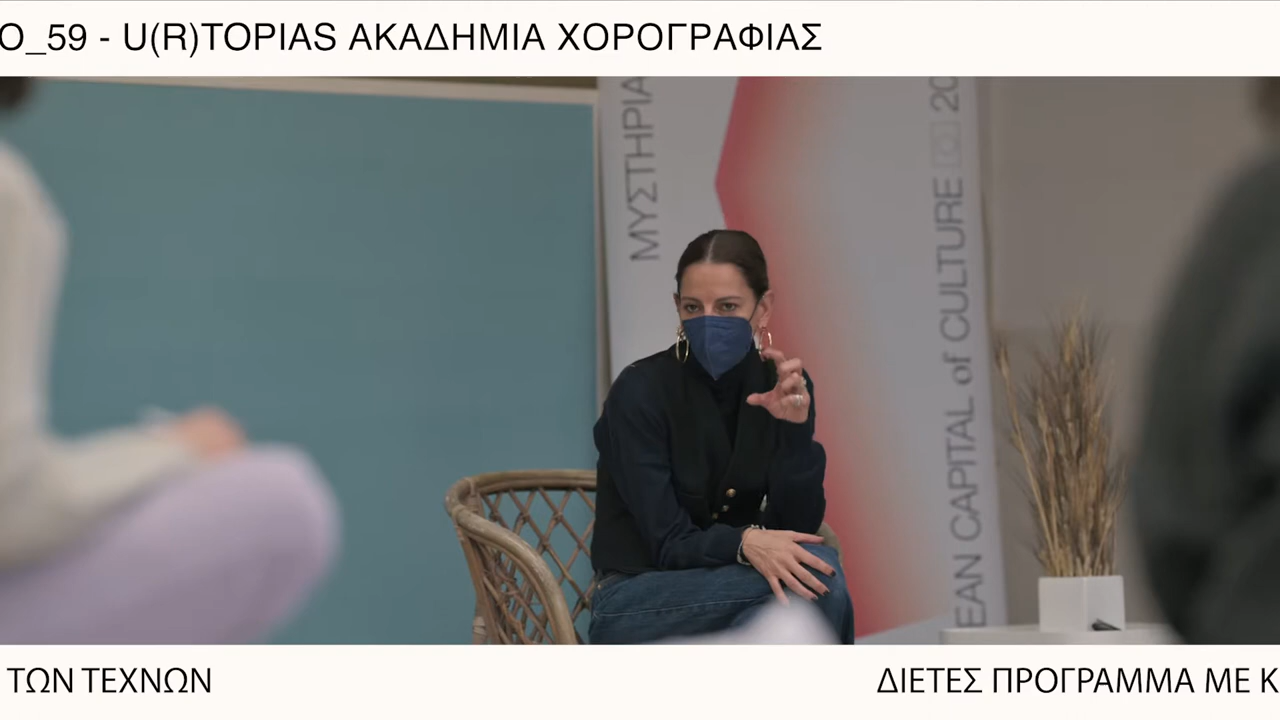 O_59 - U(R)TOPIAS ΑΚΑΔΗΜΙΑ ΧΟΡΟΓΡΑΦΙΑΣ
ΜΥΣΤΗΡΙΑ
EAN CAPITAL of CULTURE 20
ΤΩΝ ΤΕΧΝΩΝ
ΔΙΕΤΕΣ ΠΡΟΓΡΑΜΜΑ ΜΕ Κ